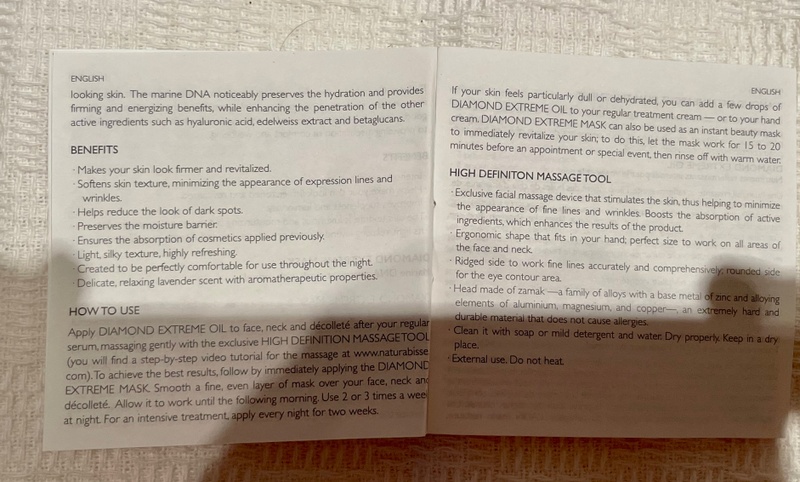 ENGLISH
looking skin. The marine DNA noticeably preserves the hydration and provides
firming and energizing benefits, while enhancing the penetration of the other
active ingredients such as hyaluronic acid, edelweiss extract and betaglucans.
BENEFITS
· Makes your skin look firmer and revitalized.
· Softens skin texture, minimizing the appearance of expression lines and
wrinkles.
· Helps reduce the look of dark spots.
· Preserves the moisture barrier.
· Ensures the absorption of cosmetics applied previously.
· Light, silky texture, highly refreshing.
· Created to be perfectly comfortable for use throughout the night.
· Delicate, relaxing lavender scent with aromatherapeutic properties.
HOW TO USE
Apply DIAMOND EXTREME OIL to face, neck and décolleté after your regular
serum, massaging gently with the exclusive HIGH DEFINITION MASSAGE TOOL
(you will find a step-by-step video tutorial for the massage at www.naturabisse.
com). To achieve the best results, follow by immediately applying the DIAMOND
EXTREME MASK. Smooth a fine, even layer of mask over your face, neck and
décolleté. Allow it to work until the following morning. Use 2 or 3 times a wee
at night. For an intensive treatment, apply every night for two weeks.
ENGLISH
If your skin feels particularly dull or dehydrated, you can add a few drops of
DIAMOND EXTREME OIL to your regular treatment cream — or to your hand
cream. DIAMOND EXTREME MASK can also be used as an instant beauty mask
to immediately revitalize your skin; to do this, let the mask work for 15 to 20
minutes before an appointment or special event, then rinse off with warm water.
HIGH DEFINITON MASSAGE TOOL
· Exclusive facial massage device that stimulates the skin, thus helping to minimize
the appearance of fine lines and wrinkles. Boosts the absorption of active
ingredients, which enhances the results of the product.
· Ergonomic shape that fits in your hand; perfect size to work on all areas of
the face and neck.
· Ridged side to work fine lines accurately and comprehensively; rounded side
for the eye contour area.
· Head made of zamak —a family of alloys with a base metal of zinc and alloying
elements of aluminium, magnesium, and copper—, an extremely hard and
durable material that does not cause allergies.
· Clean it with soap or mild detergent and water. Dry properly. Keep in a dry
place.
· External use. Do not heat.